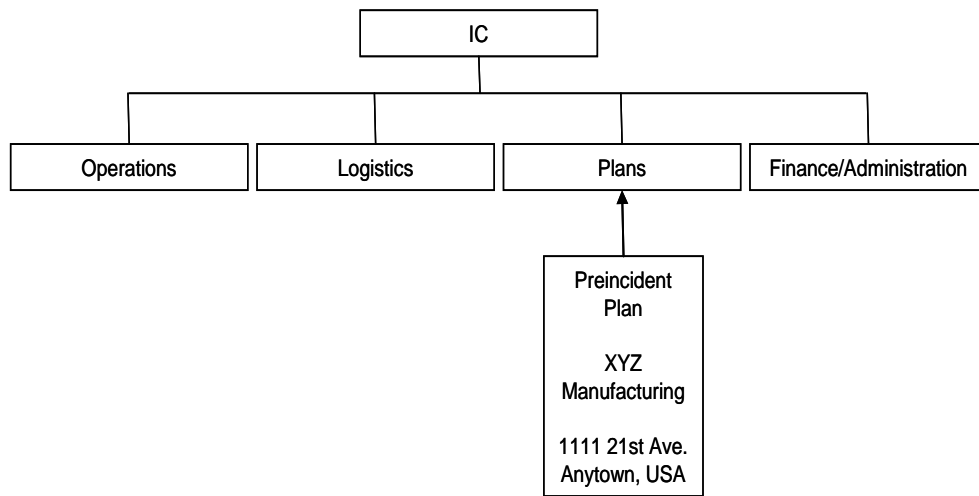 IC
Operations
Logistics
Plans
Finance/Administration
Preincident
Plan
XYZ
Manufacturing
1111 21st Ave.
Anytown, USA